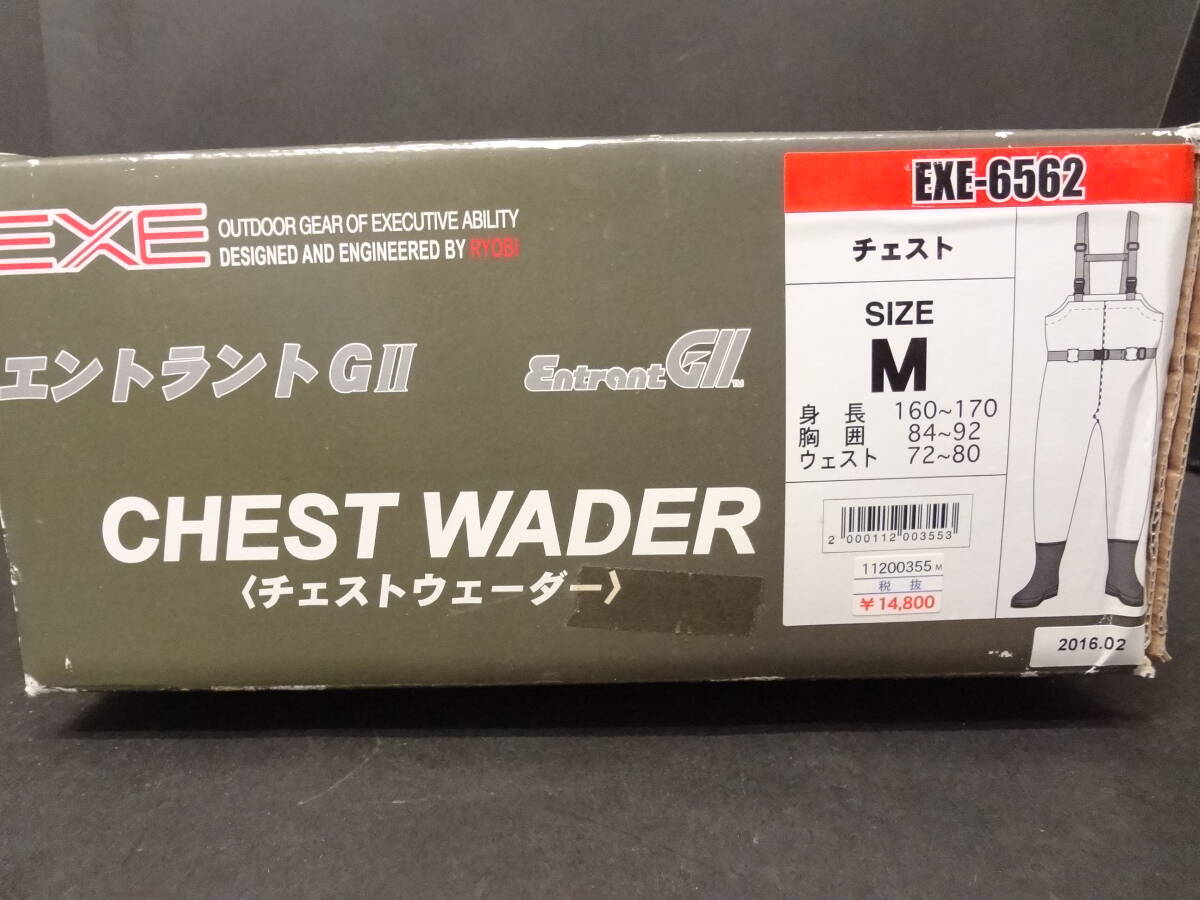 EXE
OUTDOOR GEAR OF EXECUTIVE ABILITY
DESIGNED AND ENGINEERED BY RYOBI
エントラントGII
Entrant GII™
CHEST WADER
〈チェストウェーダー〉
EXE-6562
チェスト
SIZE
M
身長 160~170
胸囲 84~92
ウェスト 72~80
2 000112 003553
11200355 M
税抜
¥14,800
2016.02